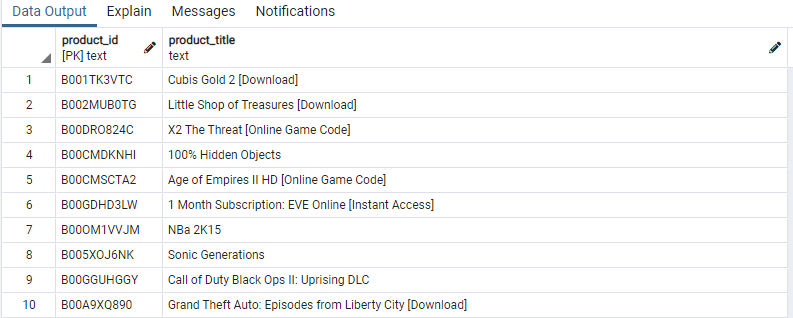 Data Output Explain Messages Notifications
product_id product_title
[PK] text text
1 B001TK3VTC Cubis Gold 2 [Download]
2 B002MUB0TG Little Shop of Treasures [Download]
3 B00DRO824C X2 The Threat [Online Game Code]
4 B00CMDKNHI 100% Hidden Objects
5 B00CMSCTA2 Age of Empires II HD [Online Game Code]
6 B00GDHD3LW 1 Month Subscription: EVE Online [Instant Access]
7 B00OM1VVJM NBa 2K15
8 B005XOJ6NK Sonic Generations
9 B00GGUHGGY Call of Duty Black Ops II: Uprising DLC
10 B00A9XQ890 Grand Theft Auto: Episodes from Liberty City [Download]